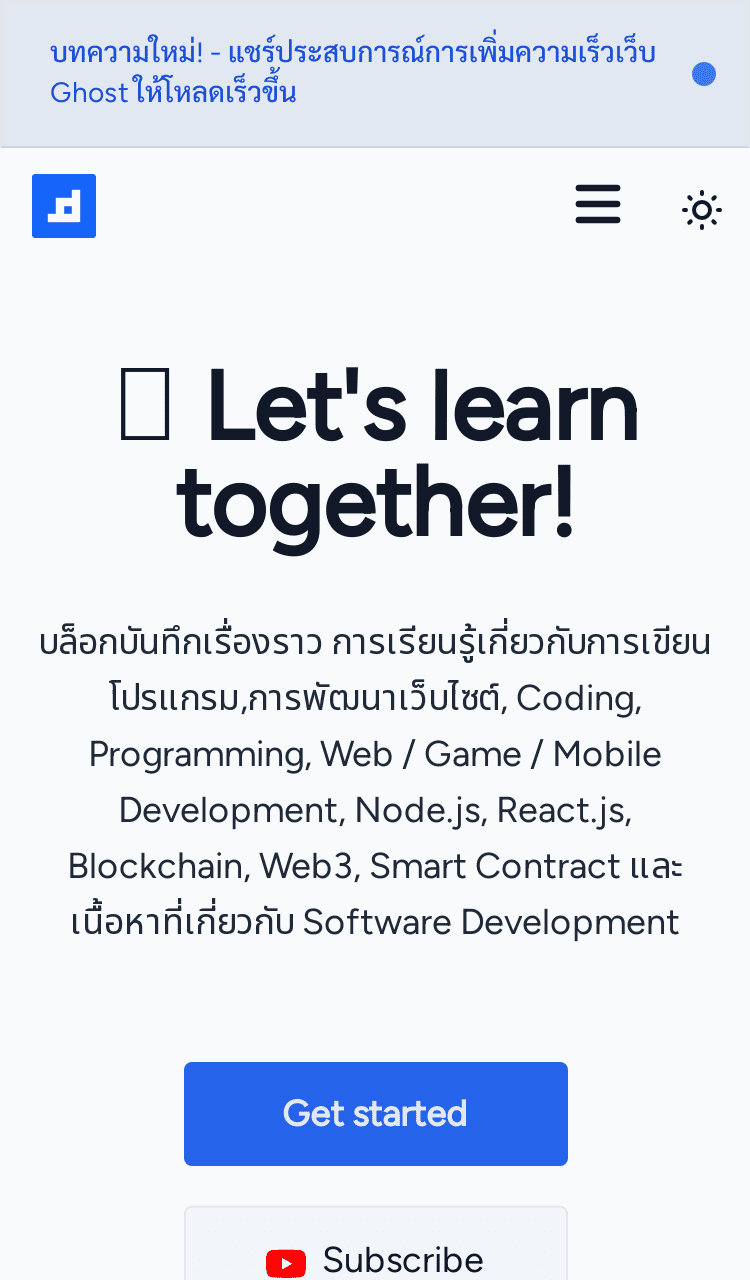 บทความใหม่! - แชร์ประสบการณ์การเพิ่มความเร็วเว็บ
Ghost ให้โหลดเร็วขึ้น
Let's learn
together!
บล็อกบันทึกเรื่องราว การเรียนรู้เกี่ยวกับการเขียน
โปรแกรม,การพัฒนาเว็บไซต์, Coding,
Programming, Web / Game / Mobile
Development, Node.js, React.js,
Blockchain, Web3, Smart Contract และ
เนื้อหาที่เกี่ยวกับ Software Development
Get started
Subscribe